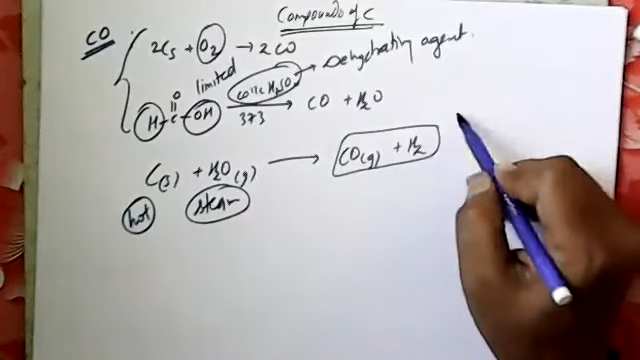 Compounds of C
CO
2Cs + O2 → 2CO
limited
conc H2SO4 → Dehydrating agent.
H-C-OH → CO + H2O
O
373
C(s) + H2O(g) → CO(g) + H2
hot steam